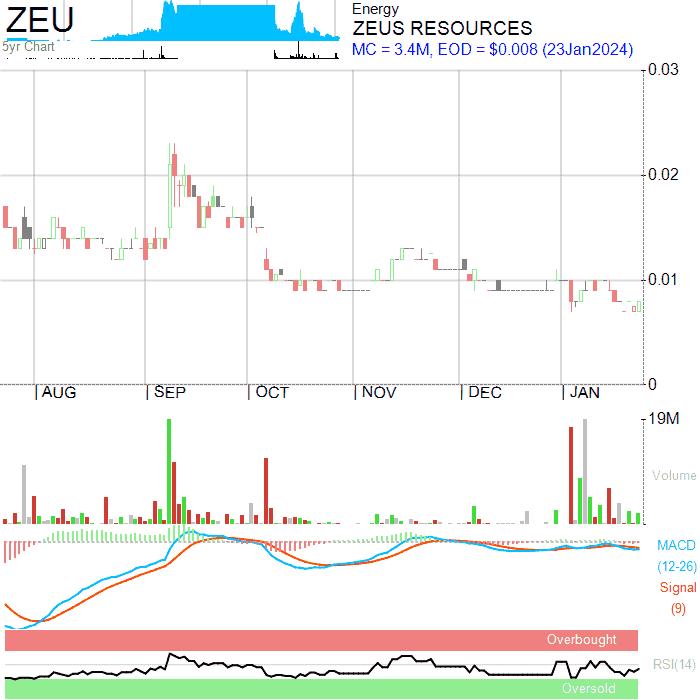 ZEU
5yr Chart
Energy
ZEUS RESOURCES
MC = 3.4M, EOD = $0.008 (23Jan2024)
0.03
0.02
0.01
0
AUG SEP OCT NOV DEC JAN
19M
Volume
MACD
(12-26)
Signal
(9)
Overbought
RSI(14)
Oversold